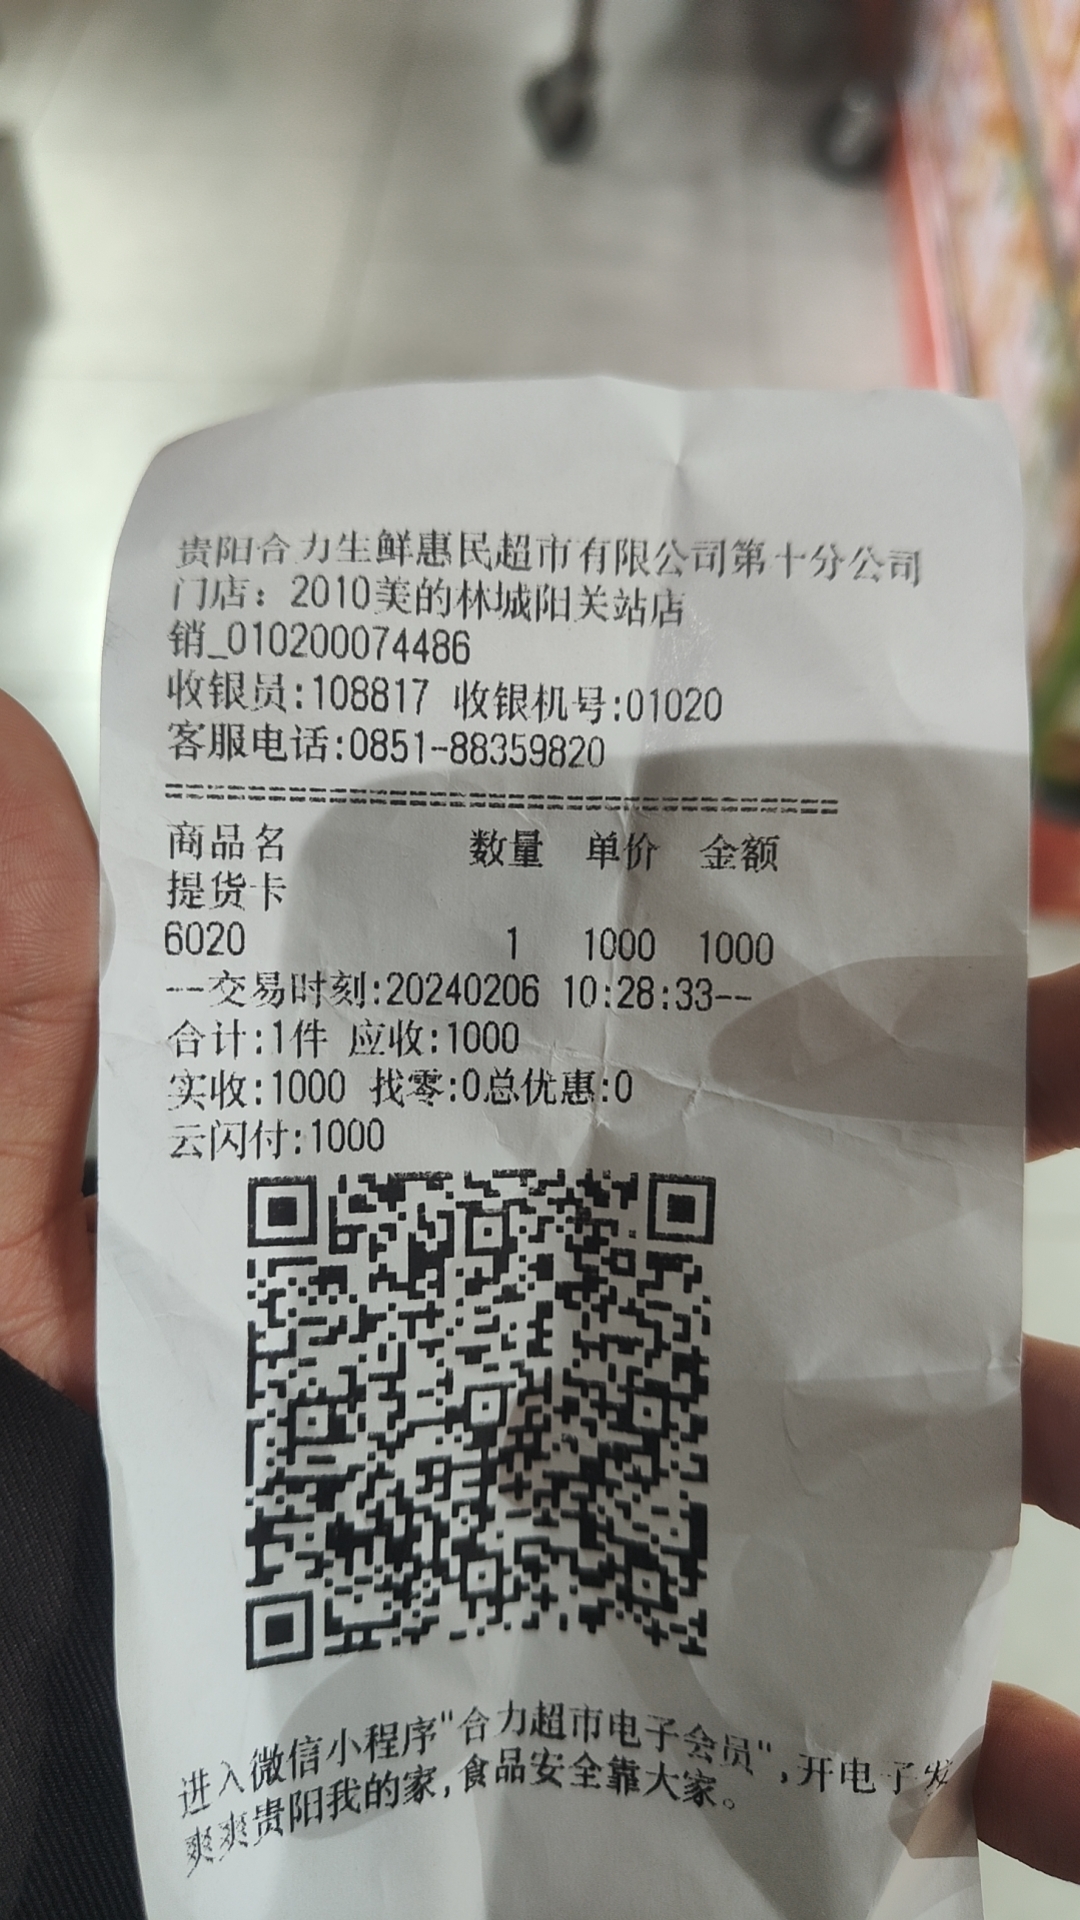 贵阳合力生鲜惠民超市有限公司第十分公司
门店：2010美的林城阳关站店
销_010200074486
收银员:108817 收银机号:01020
客服电话:0851-88359820
商品名 数量 单价 金额
提货卡
6020 1 1000 1000
--交易时刻:20240206 10:28:33--
合计:1件 应收:1000
实收:1000 找零:0总优惠:0
云闪付:1000
进入微信小程序"合力超市电子会员",开电子发
爽爽贵阳我的家,食品安全靠大家。